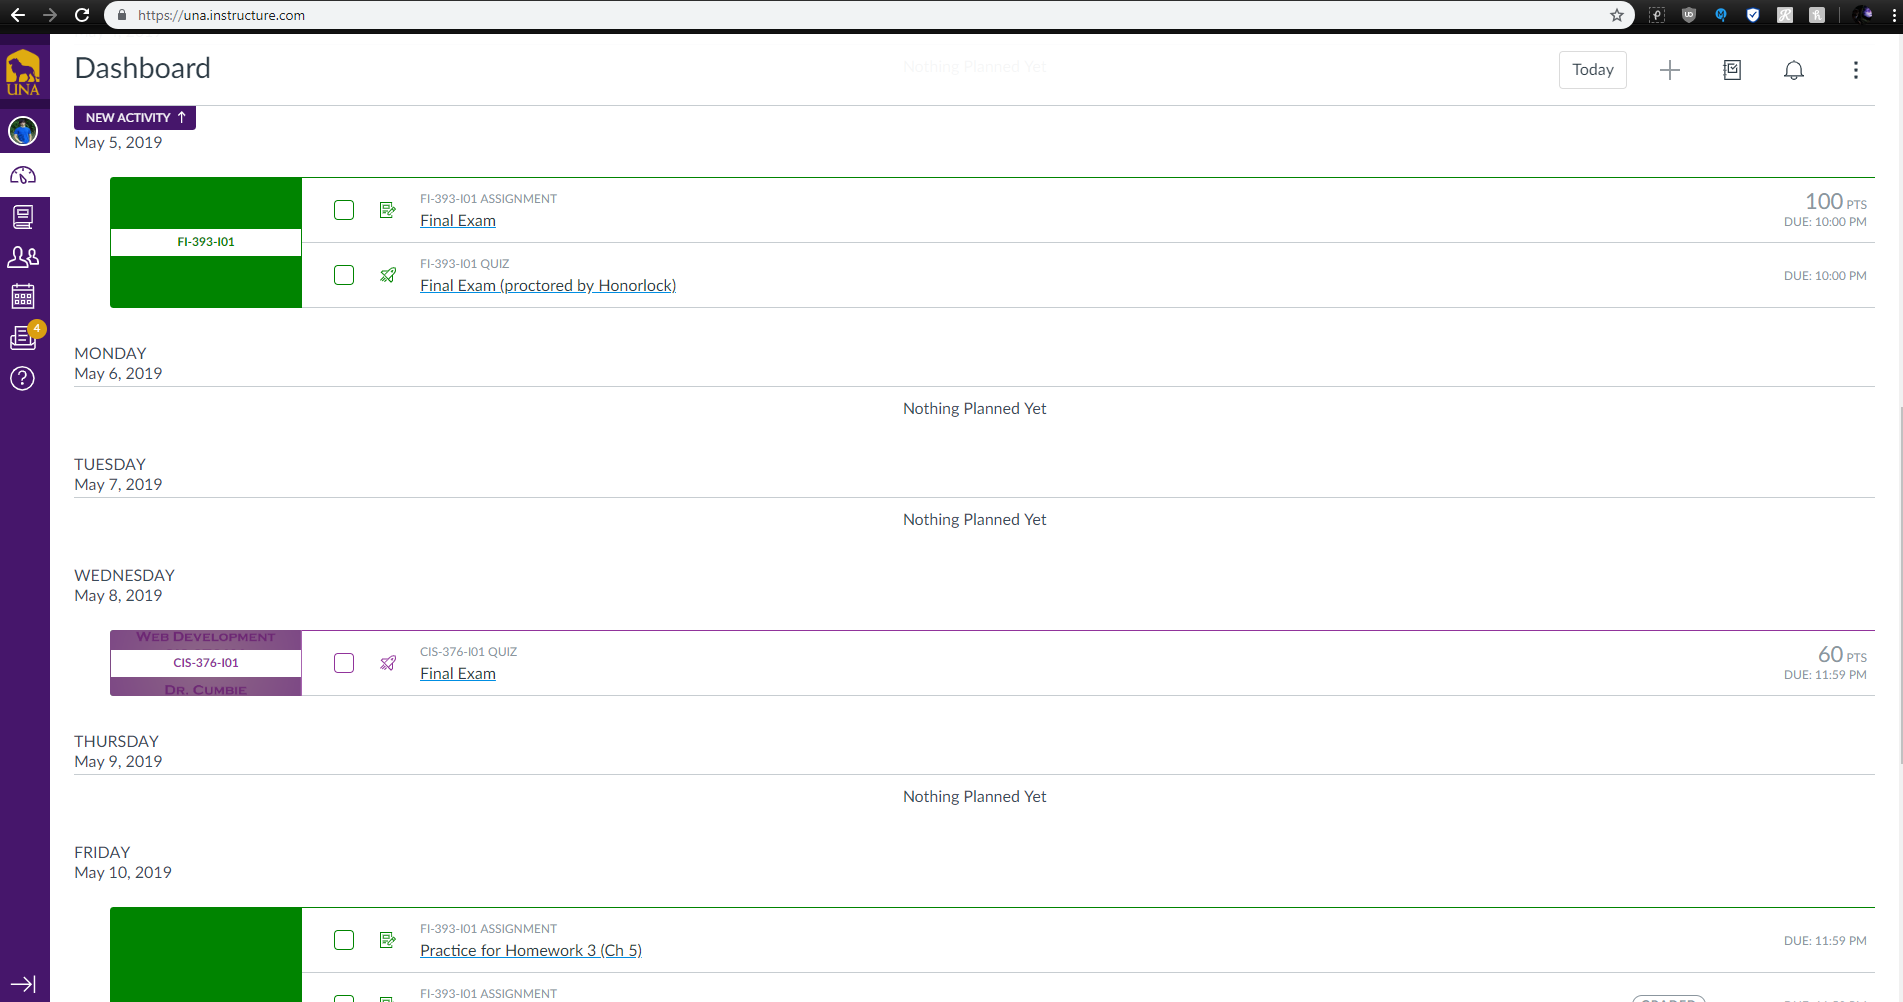 https://una.instructure.com
UNA
Dashboard
Nothing Planned Yet
Today
NEW ACTIVITY ↑
May 5, 2019
FI-393-I01
FI-393-I01 ASSIGNMENT
Final Exam
100 PTS
DUE: 10:00 PM
FI-393-I01 QUIZ
Final Exam (proctored by Honorlock)
DUE: 10:00 PM
4
MONDAY
May 6, 2019
Nothing Planned Yet
TUESDAY
May 7, 2019
Nothing Planned Yet
WEDNESDAY
May 8, 2019
WEB DEVELOPMENT
CIS-376-I01
DR. CUMBIE
CIS-376-I01 QUIZ
Final Exam
60 PTS
DUE: 11:59 PM
THURSDAY
May 9, 2019
Nothing Planned Yet
FRIDAY
May 10, 2019
FI-393-I01 ASSIGNMENT
Practice for Homework 3 (Ch 5)
DUE: 11:59 PM
FI-393-I01 ASSIGNMENT
GRADED